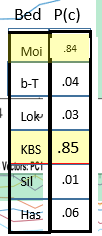 Bed P(c)
Moi .84
b-T .04
Lok .03
KBS .85
Vectors: PC1
Sil .01
Has .06